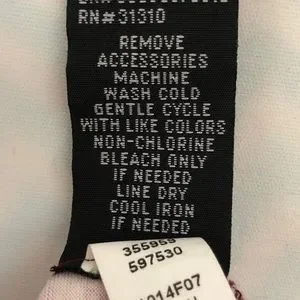 RN#31310
REMOVE
ACCESSORIES
MACHINE
WASH COLD
GENTLE CYCLE
WITH LIKE COLORS
NON-CHLORINE
BLEACH ONLY
IF NEEDED
LINE DRY
COOL IRON
IF NEEDED
355955
597530